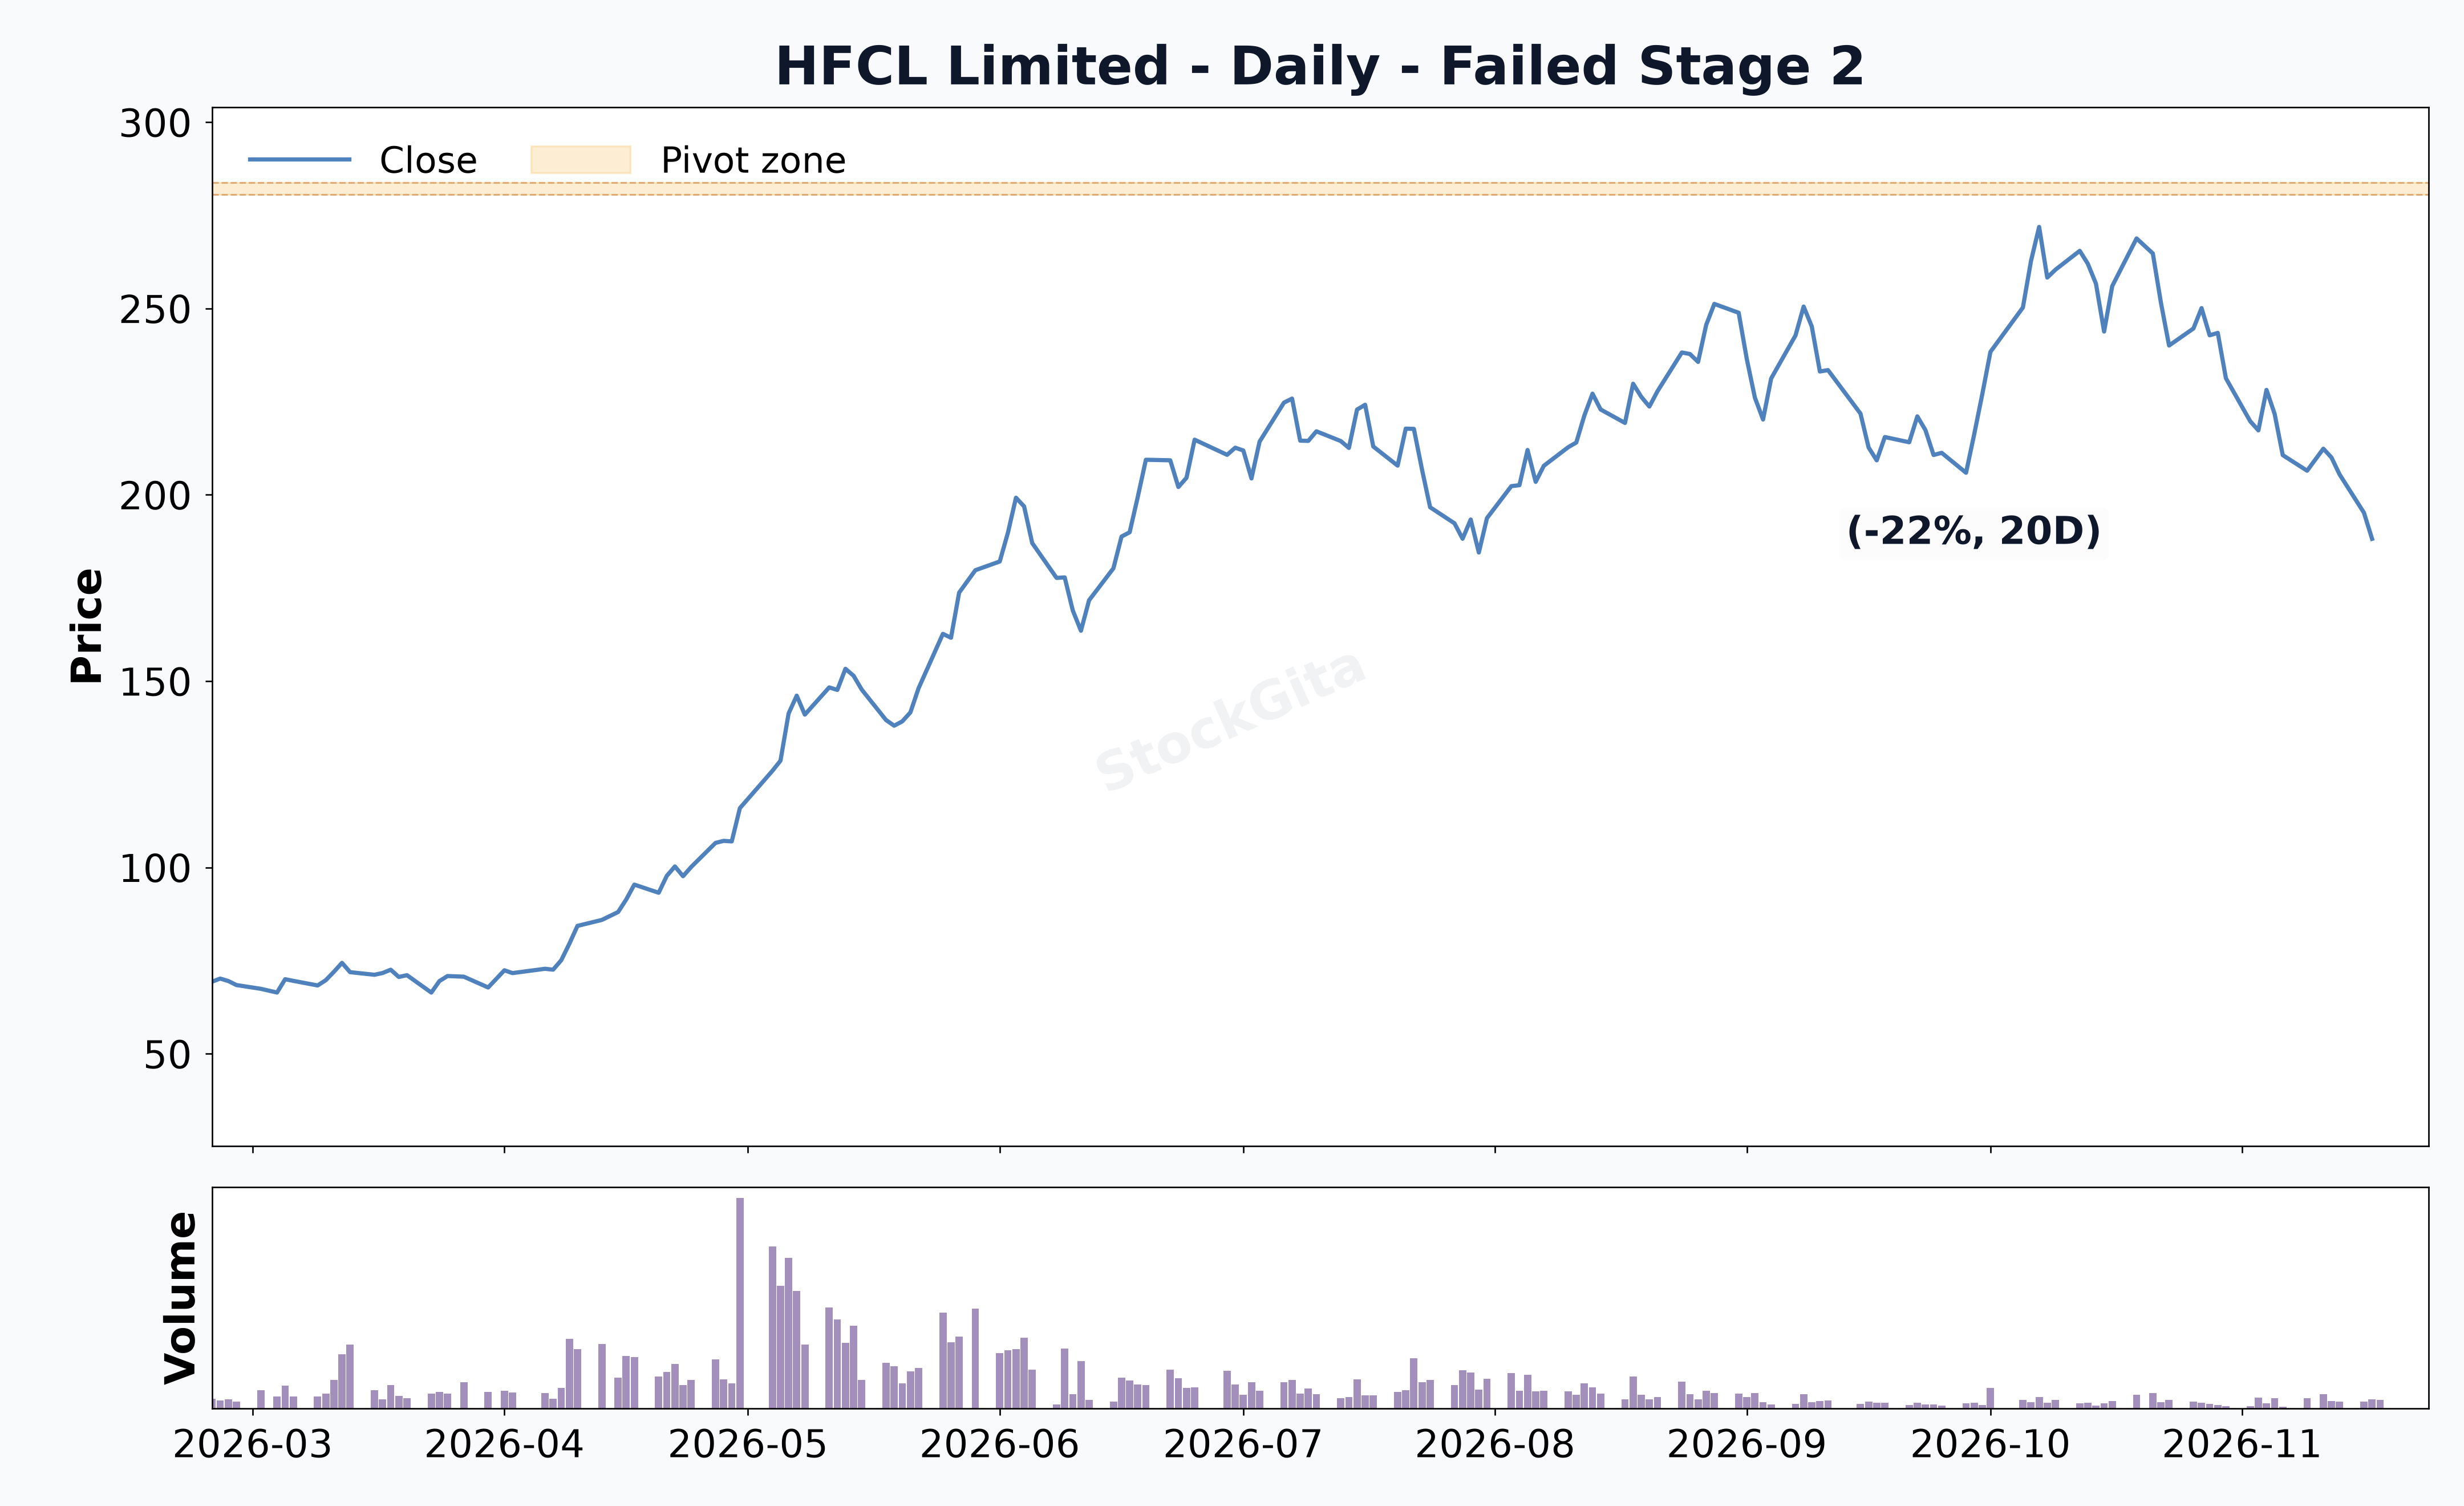 HFCL Limited - Daily - Failed Stage 2
Close
Pivot zone
Price
300
250
200
150
100
50
(-22%, 20D)
StockGita
Volume
2026-03
2026-04
2026-05
2026-06
2026-07
2026-08
2026-09
2026-10
2026-11